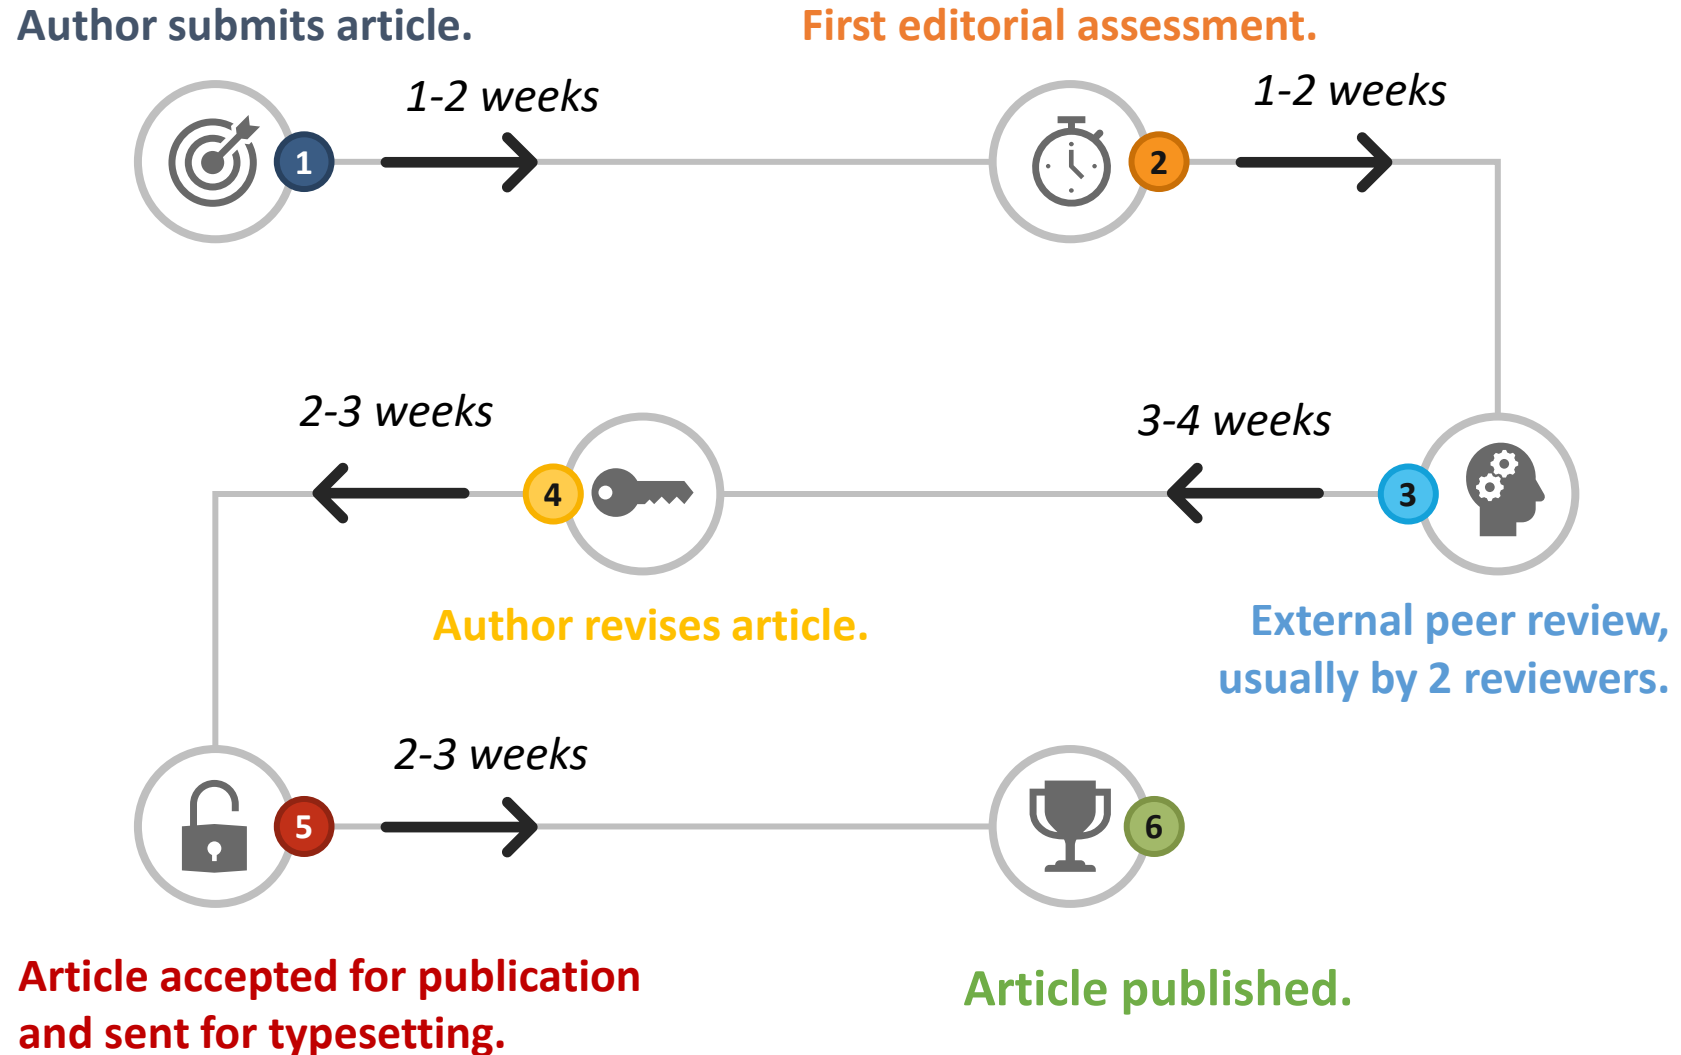 Author submits article.
First editorial assessment.
1-2 weeks
1-2 weeks
1
2
2-3 weeks
3-4 weeks
4
3
Author revises article.
External peer review,
usually by 2 reviewers.
2-3 weeks
5
6
Article accepted for publication
and sent for typesetting.
Article published.